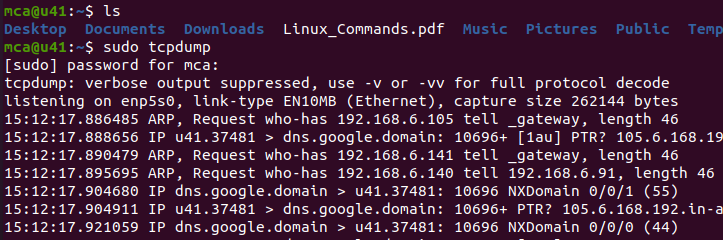 mca@u41:~$ ls
Desktop Documents Downloads Linux_Commands.pdf Music Pictures Public Temp
mca@u41:~$ sudo tcpdump
[sudo] password for mca:
tcpdump: verbose output suppressed, use -v or -vv for full protocol decode
listening on enp5s0, link-type EN10MB (Ethernet), capture size 262144 bytes
15:12:17.886485 ARP, Request who-has 192.168.6.105 tell _gateway, length 46
15:12:17.888656 IP u41.37481 > dns.google.domain: 10696+ [1au] PTR? 105.6.168.19
15:12:17.890479 ARP, Request who-has 192.168.6.141 tell _gateway, length 46
15:12:17.895695 ARP, Request who-has 192.168.6.140 tell 192.168.6.91, length 46
15:12:17.904680 IP dns.google.domain > u41.37481: 10696 NXDomain 0/0/1 (55)
15:12:17.904911 IP u41.37481 > dns.google.domain: 10696+ PTR? 105.6.168.192.in-a
15:12:17.921059 IP dns.google.domain > u41.37481: 10696 NXDomain 0/0/0 (44)